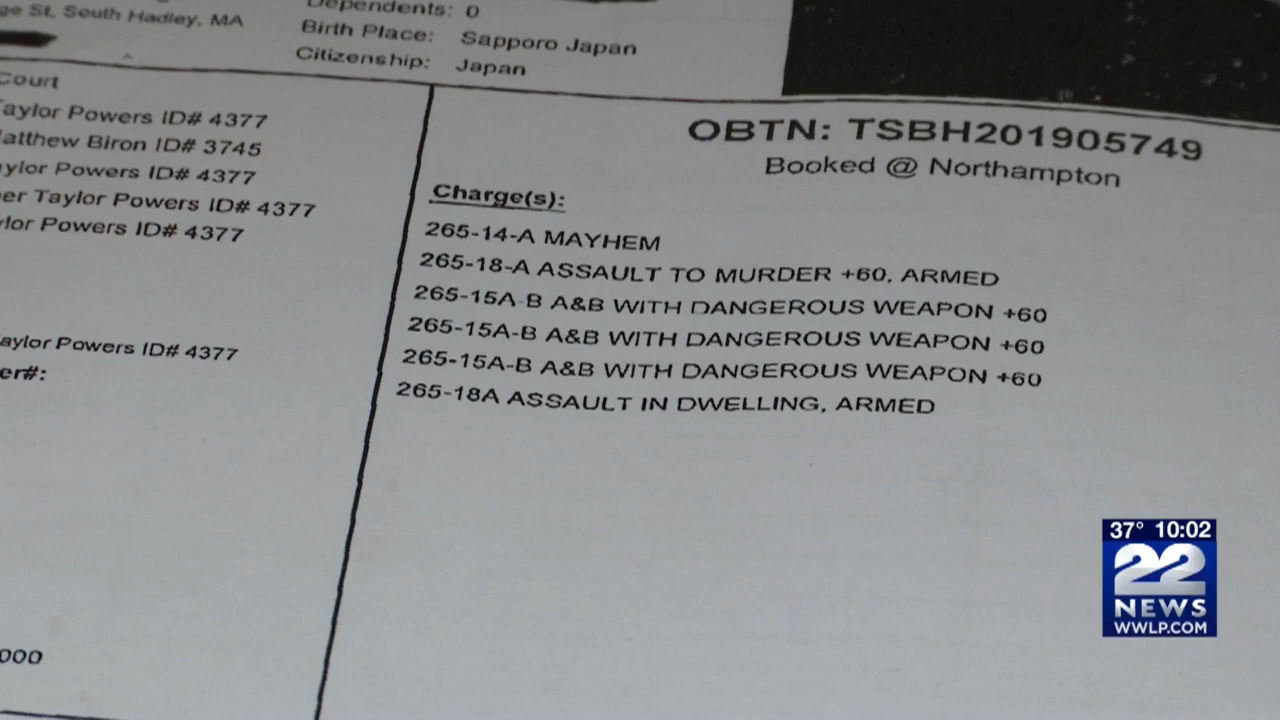 ge St, South Hadley, MA
Dependents: 0
Birth Place: Sapporo Japan
Citizenship: Japan
Court
Taylor Powers ID# 4377
Matthew Biron ID# 3745
aylor Powers ID# 4377
er Taylor Powers ID# 4377
ylor Powers ID# 4377
aylor Powers ID# 4377
er#:
000
OBTN: TSBH201905749
Booked @ Northampton
Charge(s):
265-14-A MAYHEM
265-18-A ASSAULT TO MURDER +60, ARMED
265-15A-B A&B WITH DANGEROUS WEAPON +60
265-15A-B A&B WITH DANGEROUS WEAPON +60
265-15A-B A&B WITH DANGEROUS WEAPON +60
265-18A ASSAULT IN DWELLING, ARMED
37° 10:02
22
NEWS
WWLP.COM